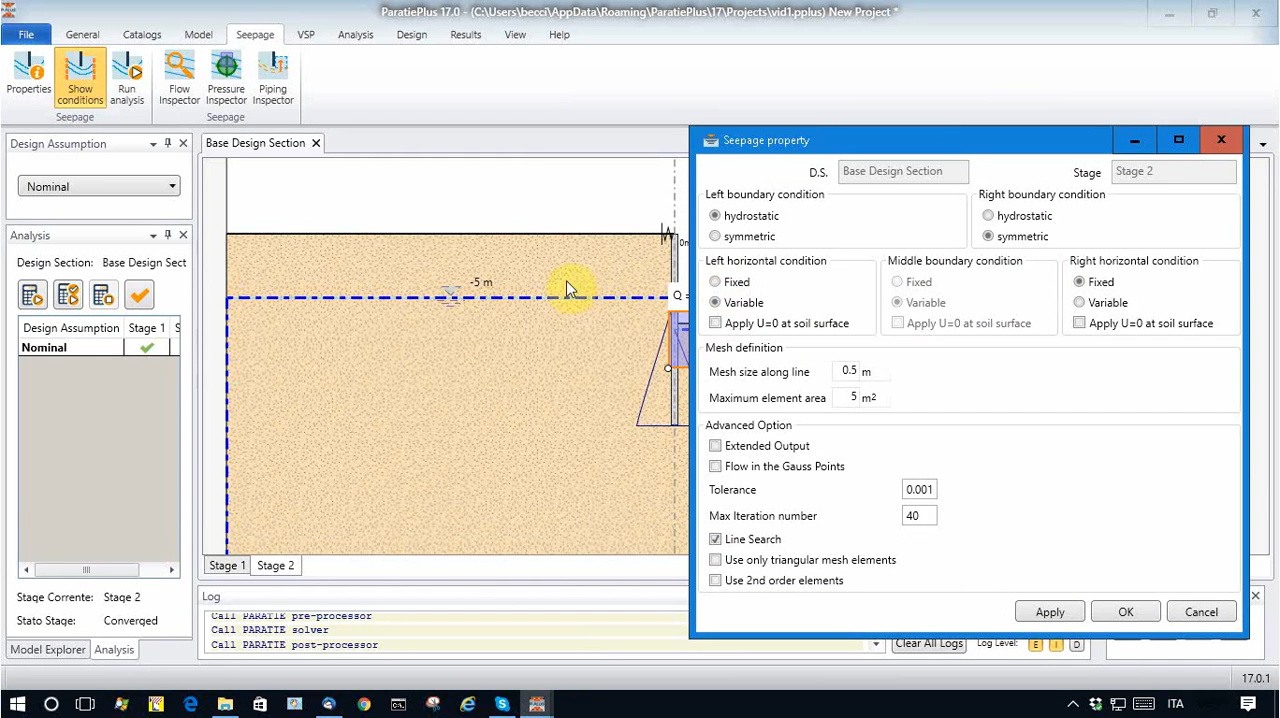 ParatiePlus 17.0 - (C:\Users\becci\AppData\Roaming\ParatiePlus\17\Projects\vid1.pplus) New Project *
File General Catalogs Model Seepage VSP Analysis Design Results View Help
Properties Show conditions Run analysis Flow Inspector Pressure Inspector Piping Inspector
Seepage Seepage
Design Assumption
Nominal
Analysis
Design Section: Base Design Sect
Design Assumption Stage 1 S
Nominal
Stage Corrente: Stage 2
Stato Stage: Converged
Model Explorer Analysis
Base Design Section
0m
-5 m
Q =
Stage 1 Stage 2
Log
Call PARATIE pre-processor
Call PARATIE solver
Call PARATIE post-processor
Clear All Logs Log Level: E I D
Seepage property
D.S. Base Design Section Stage Stage 2
Left boundary condition Right boundary condition
hydrostatic hydrostatic
symmetric symmetric
Left horizontal condition Middle boundary condition Right horizontal condition
Fixed Fixed Fixed
Variable Variable Variable
Apply U=0 at soil surface Apply U=0 at soil surface Apply U=0 at soil surface
Mesh definition
Mesh size along line 0.5 m
Maximum element area 5 m2
Advanced Option
Extended Output
Flow in the Gauss Points
Tolerance 0.001
Max Iteration number 40
Line Search
Use only triangular mesh elements
Use 2nd order elements
Apply OK Cancel
17.0.1
ITA